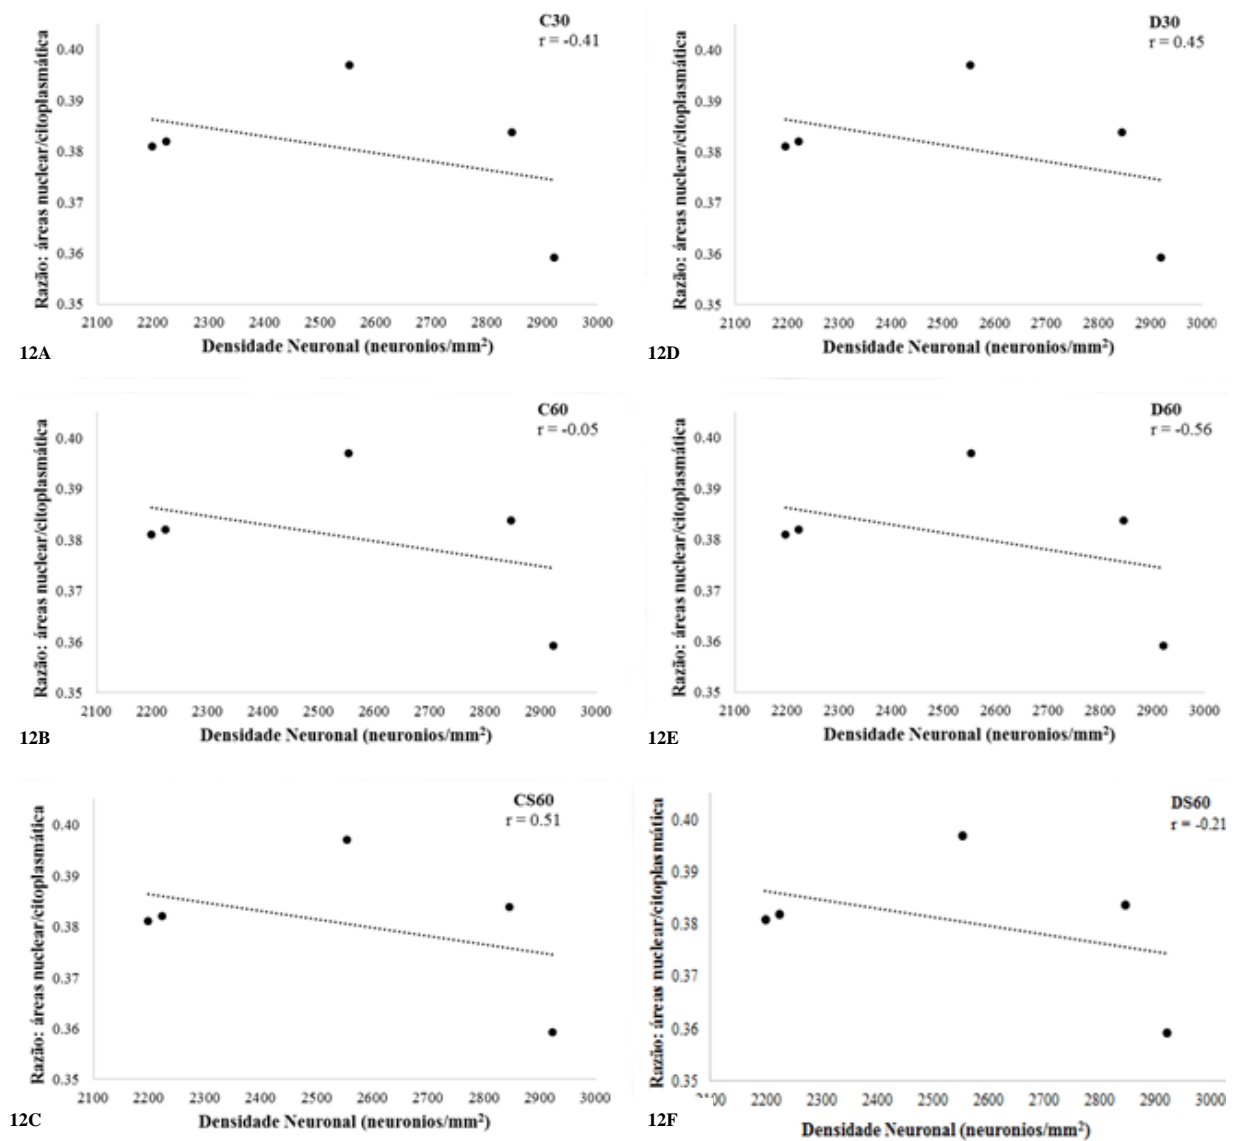 C30
r = -0.41
Razão: áreas nuclear/citoplasmática
0.40
0.39
0.38
0.37
0.36
0.35
2100 2200 2300 2400 2500 2600 2700 2800 2900 3000
Densidade Neuronal (neuronios/mm²)
12A
D30
r = 0.45
Razão: áreas nuclear/citoplasmática
0.40
0.39
0.38
0.37
0.36
0.35
2100 2200 2300 2400 2500 2600 2700 2800 2900 3000
Densidade Neuronal (neuronios/mm²)
12D
C60
r = -0.05
Razão: áreas nuclear/citoplasmática
0.40
0.39
0.38
0.37
0.36
0.35
2100 2200 2300 2400 2500 2600 2700 2800 2900 3000
Densidade Neuronal (neuronios/mm²)
12B
D60
r = -0.56
Razão: áreas nuclear/citoplasmática
0.40
0.39
0.38
0.37
0.36
0.35
2100 2200 2300 2400 2500 2600 2700 2800 2900 3000
Densidade Neuronal (neuronios/mm²)
12E
CS60
r = 0.51
Razão: áreas nuclear/citoplasmática
0.40
0.39
0.38
0.37
0.36
0.35
2100 2200 2300 2400 2500 2600 2700 2800 2900 3000
Densidade Neuronal (neuronios/mm²)
12C
DS60
r = -0.21
Razão: áreas nuclear/citoplasmática
0.40
0.39
0.38
0.37
0.36
0.35
2200 2300 2400 2500 2600 2700 2800 2900 3000
Densidade Neuronal (neuronios/mm²)
12F